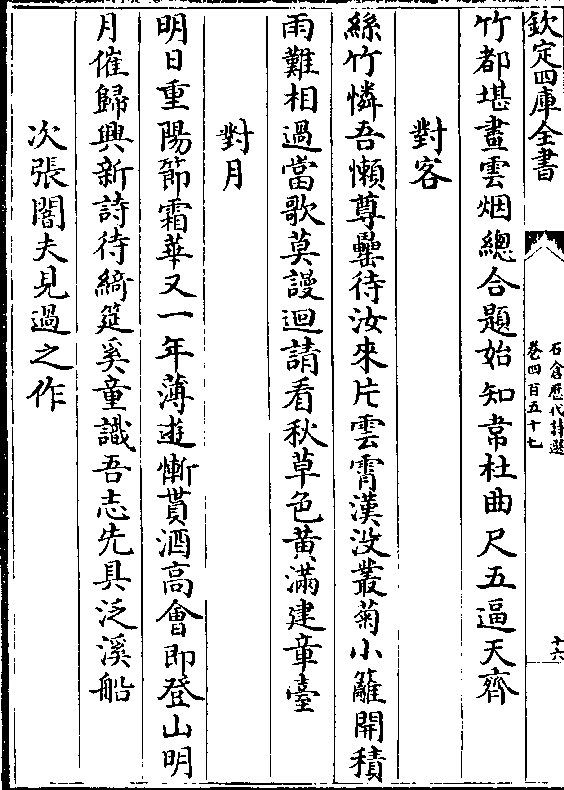 欽定四庫全書
石倉歷代詩選
卷四百五十七
十六
竹都堪畫雲烟總合題始知韋杜曲尺五逼天齊
對客
絲竹憐吾懶尊罍待汝來片雲霄漢没叢菊小籬開積
雨難相過當歌莫謾迴請看秋草色黄滿建章臺
對月
明日重陽節霜華又一年薄遊慚貰酒高會即登山明
月催歸興新詩待綺筵奚童識吾志先具泛溪船
次張闇夫見過之作